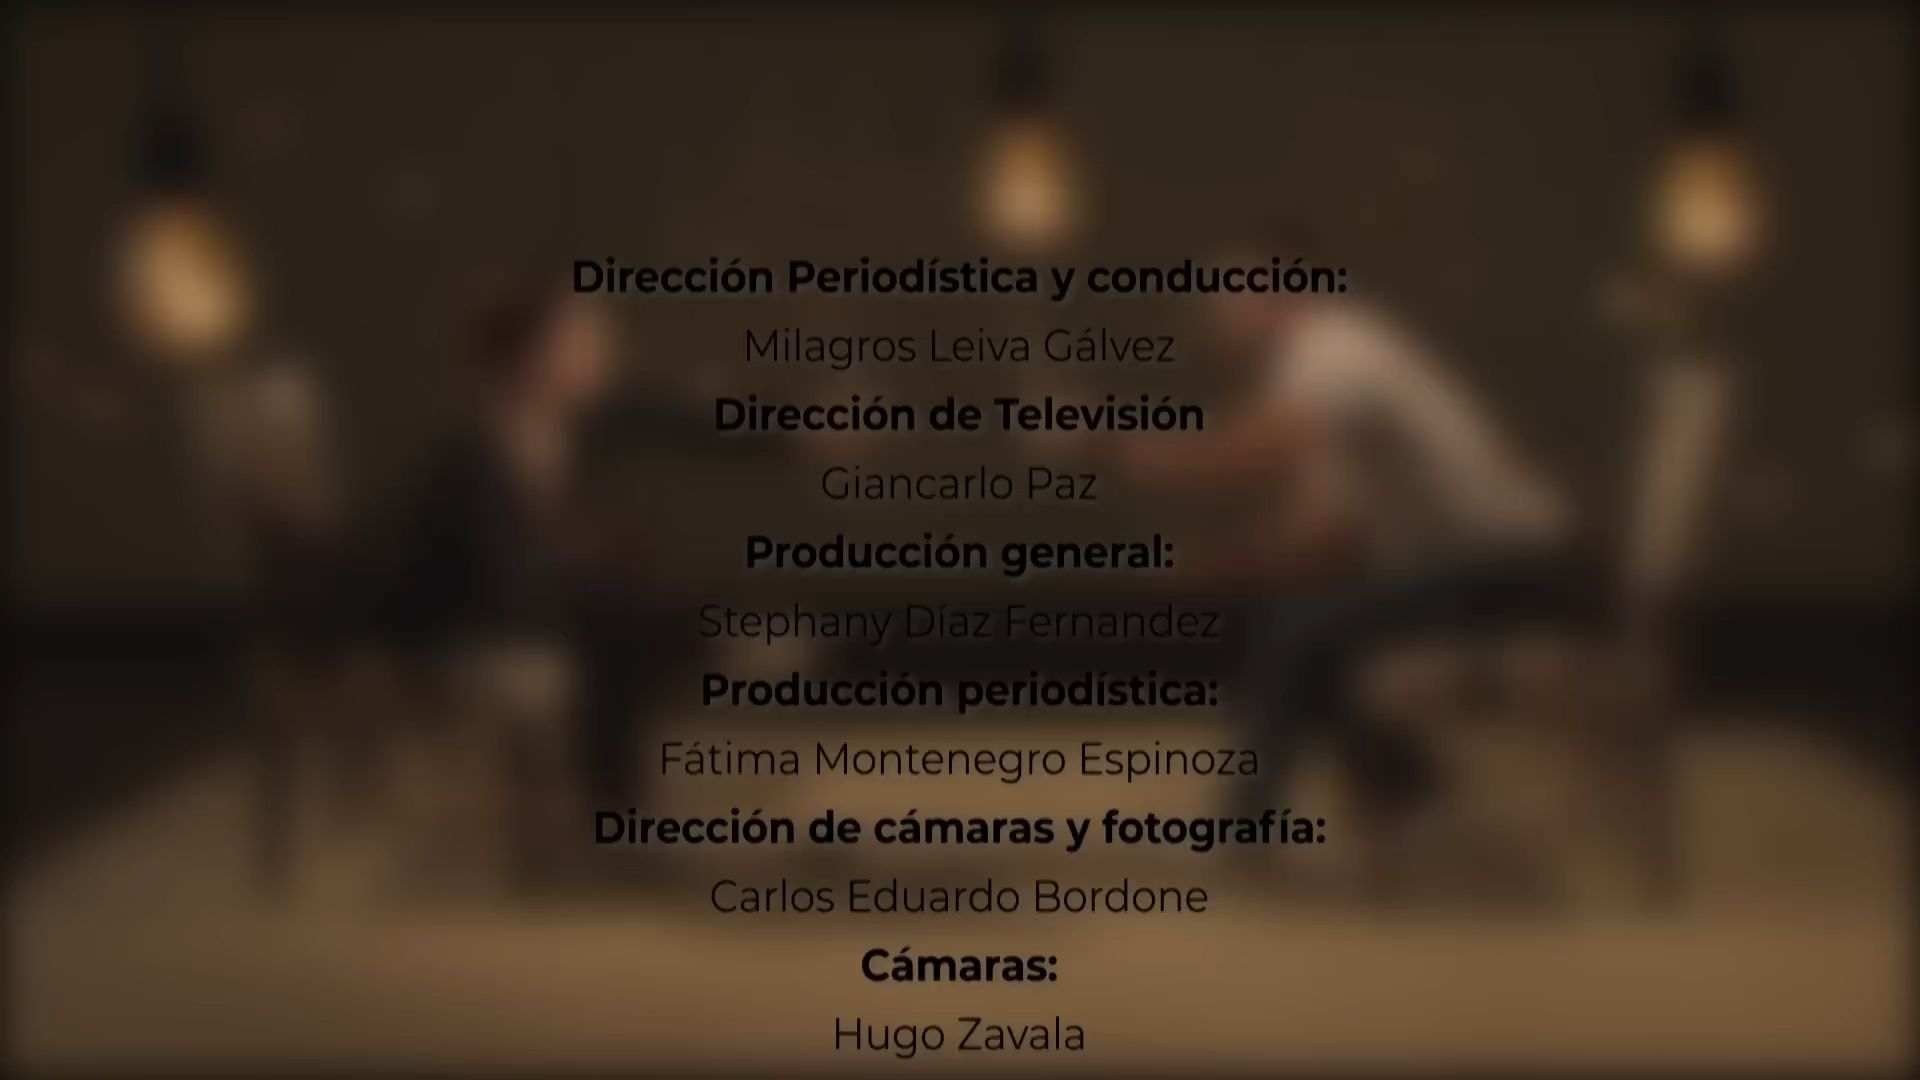 Dirección Periodística y conducción:
Milagros Leiva Gálvez
Dirección de Televisión
Giancarlo Paz
Producción general:
Stephany Díaz Fernandez
Producción periodística:
Fátima Montenegro Espinoza
Dirección de cámaras y fotografía:
Carlos Eduardo Bordone
Cámaras:
Hugo Zavala